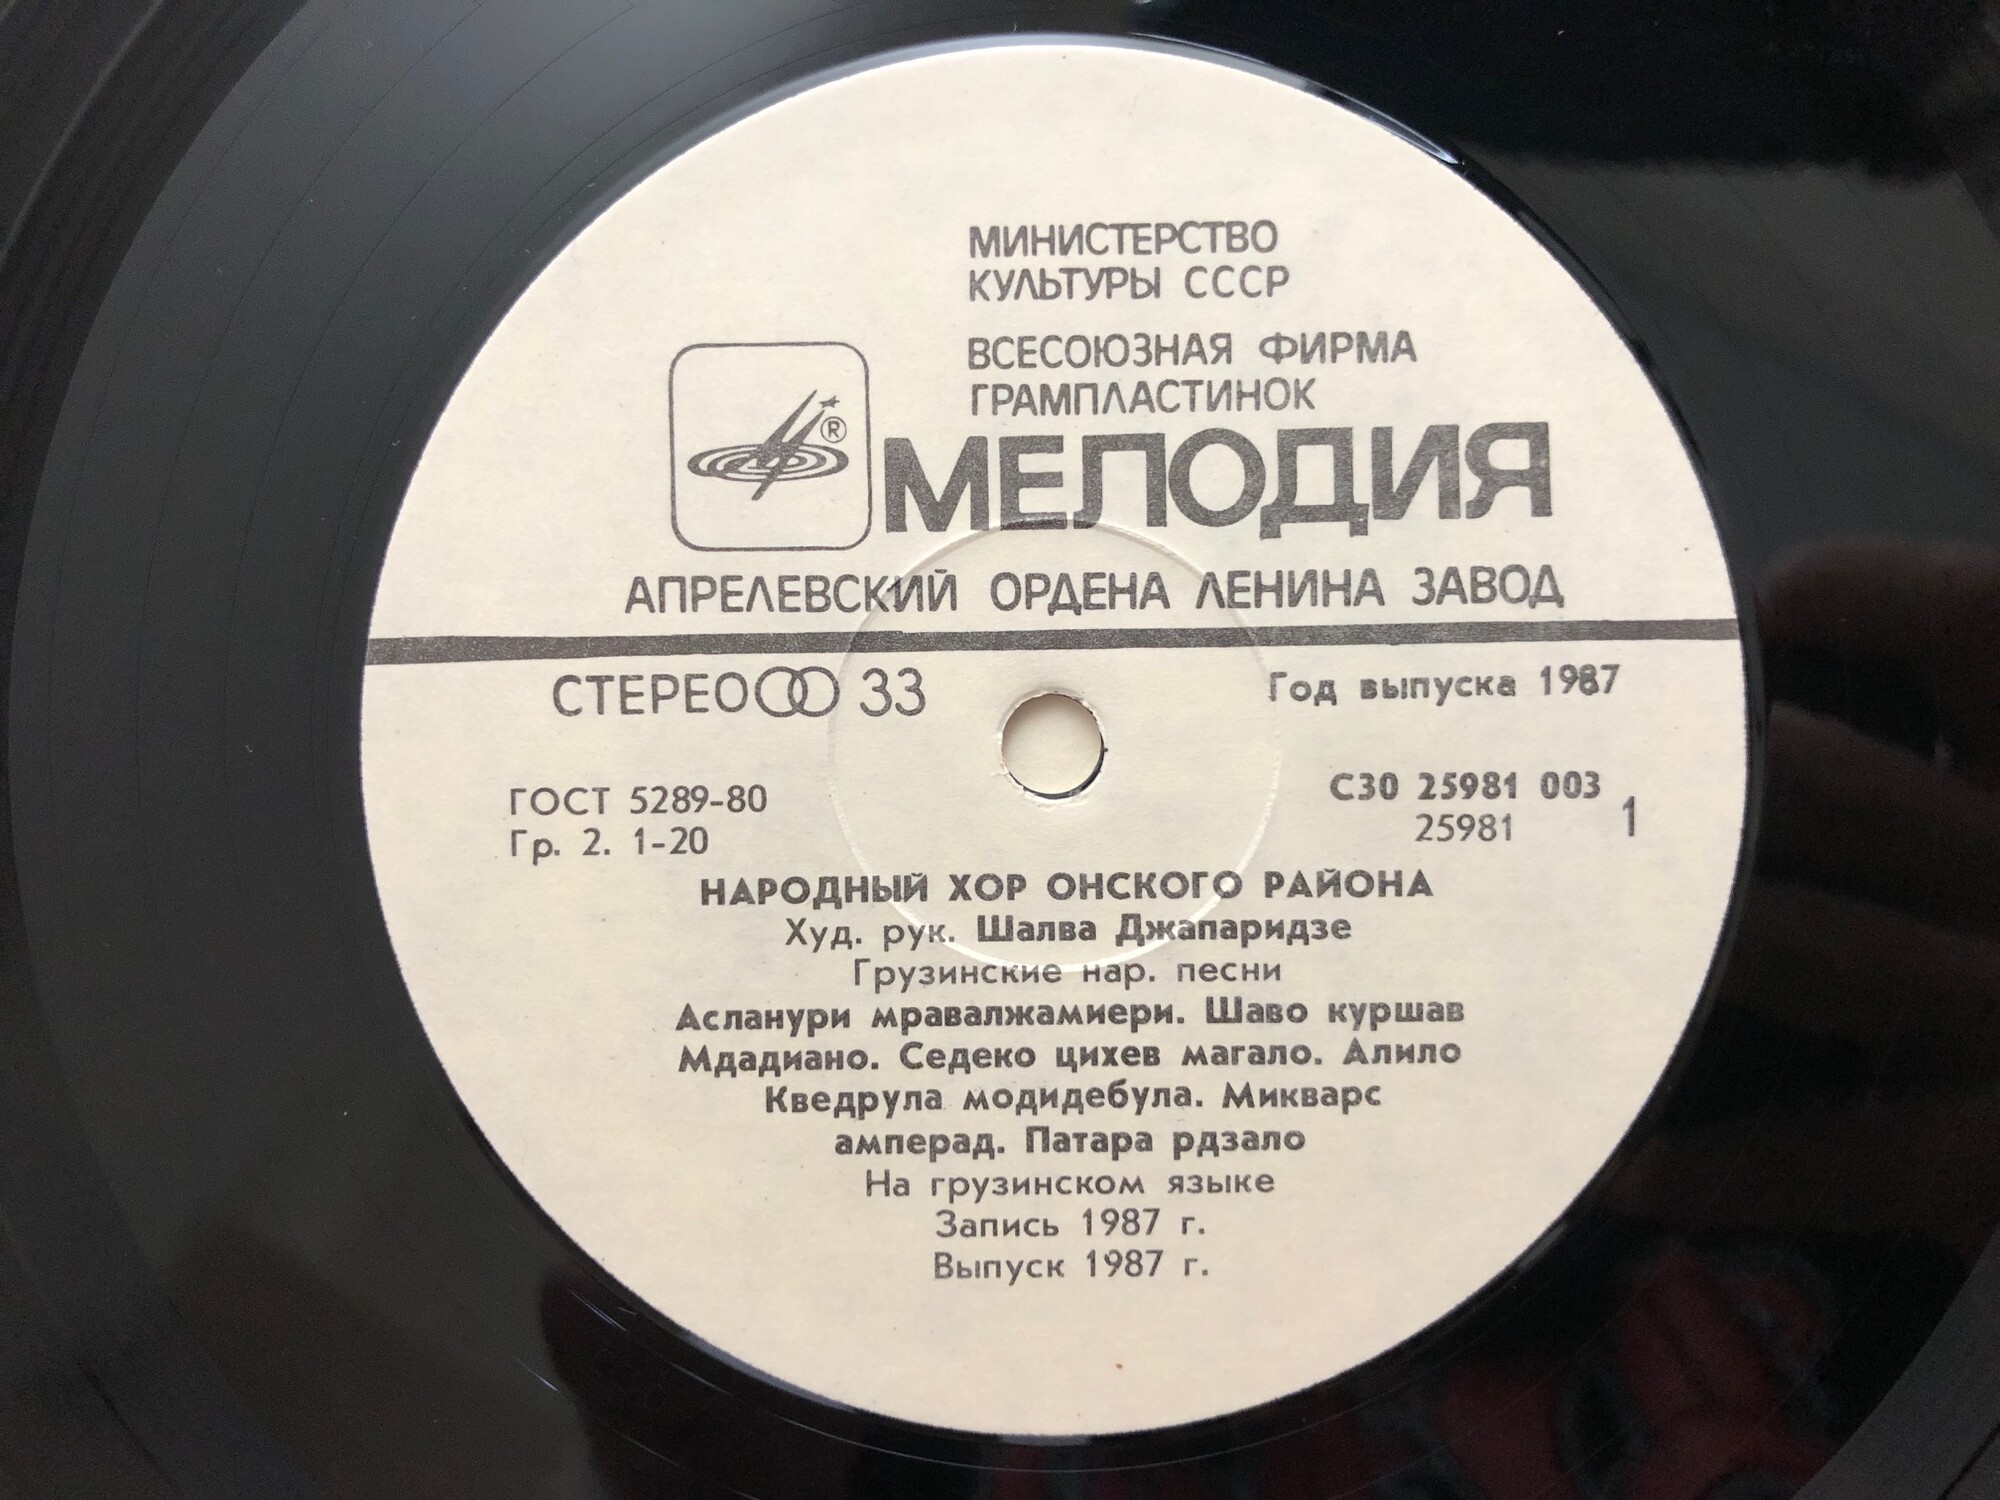 МИНИСТЕРСТВО
КУЛЬТУРЫ СССР
ВСЕСОЮЗНАЯ ФИРМА
ГРАМПЛАСТИНОК
®
МЕЛОДИЯ
АПРЕЛЕВСКИЙ ОРДЕНА ЛЕНИНА ЗАВОД
СТЕРЕО 33
Год выпуска 1987
ГОСТ 5289-80
Гр. 2. 1-20
С30 25981 003
25981
1
НАРОДНЫЙ ХОР ОНСКОГО РАЙОНА
Худ. рук. Шалва Джапаридзе
Грузинские нар. песни
Асланури мравалжамиери. Шаво куршав
Мдадиано. Седеко цихев магало. Алило
Кведрула модидебула. Микварс
амперад. Патара рдзало
На грузинском языке
Запись 1987 г.
Выпуск 1987 г.